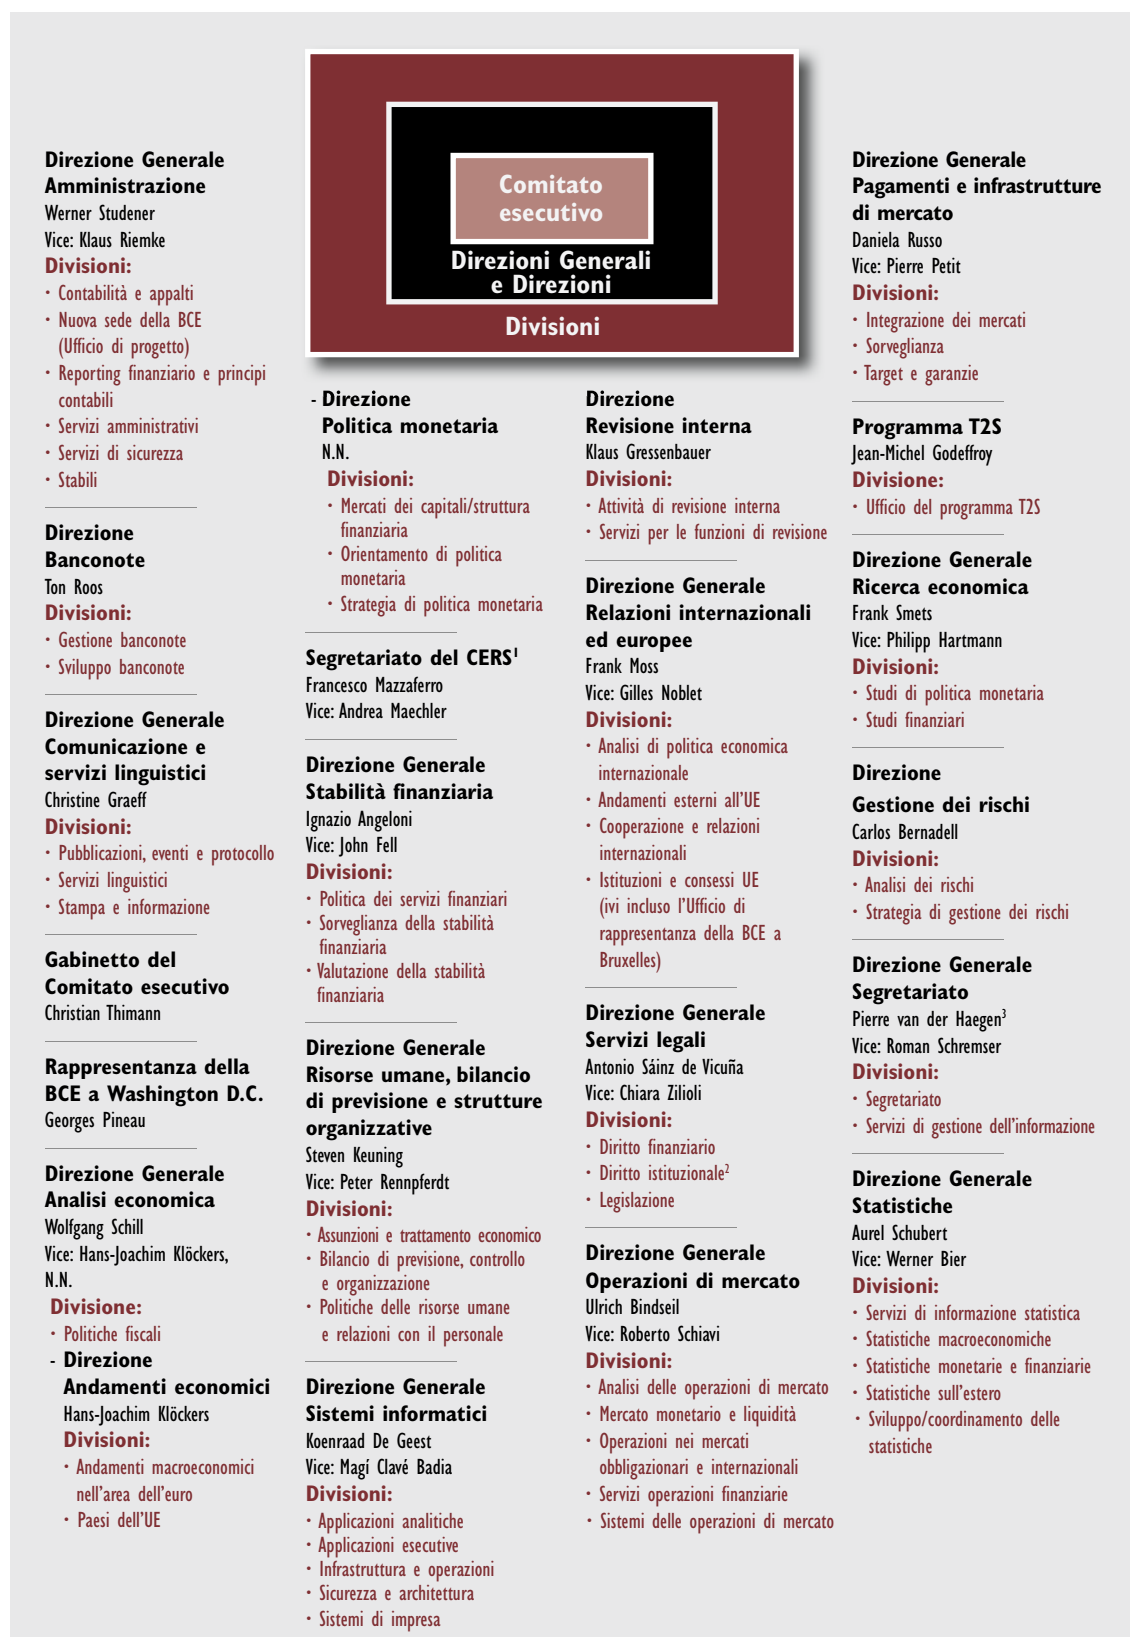 Comitato
esecutivo
Direzioni Generali
e Direzioni
Divisioni
Direzione Generale
Amministrazione
Werner Studener
Vice: Klaus Riemke
Divisioni:
· Contabilità e appalti
· Nuova sede della BCE
(Ufficio di progetto)
· Reporting finanziario e principi
contabili
· Servizi amministrativi
· Servizi di sicurezza
· Stabili
Direzione
Banconote
Ton Roos
Divisioni:
· Gestione banconote
· Sviluppo banconote
Direzione Generale
Comunicazione e
servizi linguistici
Christine Graeff
Divisioni:
· Pubblicazioni, eventi e protocollo
· Servizi linguistici
· Stampa e informazione
Gabinetto del
Comitato esecutivo
Christian Thimann
Rappresentanza della
BCE a Washington D.C.
Georges Pineau
Direzione Generale
Analisi economica
Wolfgang Schill
Vice: Hans-Joachim Klöckers,
N.N.
Divisione:
· Politiche fiscali
- Direzione
Andamenti economici
Hans-Joachim Klöckers
Divisioni:
· Andamenti macroeconomici
nell'area dell'euro
· Paesi dell'UE
- Direzione
Politica monetaria
N.N.
Divisioni:
· Mercati dei capitali/struttura
finanziaria
· Orientamento di politica
monetaria
· Strategia di politica monetaria
Segretariato del CERS¹
Francesco Mazzaferro
Vice: Andrea Maechler
Direzione Generale
Stabilità finanziaria
Ignazio Angeloni
Vice: John Fell
Divisioni:
· Politica dei servizi finanziari
· Sorveglianza della stabilità
finanziaria
· Valutazione della stabilità
finanziaria
Direzione Generale
Risorse umane, bilancio
di previsione e strutture
organizzative
Steven Keuning
Vice: Peter Rennpferdt
Divisioni:
· Assunzioni e trattamento economico
· Bilancio di previsione, controllo
e organizzazione
· Politiche delle risorse umane
e relazioni con il personale
Direzione Generale
Sistemi informatici
Koenraad De Geest
Vice: Magí Clavé Badia
Divisioni:
· Applicazioni analitiche
· Applicazioni esecutive
· Infrastruttura e operazioni
· Sicurezza e architettura
· Sistemi di impresa
Direzione
Revisione interna
Klaus Gressenbauer
Divisioni:
· Attività di revisione interna
· Servizi per le funzioni di revisione
Direzione Generale
Relazioni internazionali
ed europee
Frank Moss
Vice: Gilles Noblet
Divisioni:
· Analisi di politica economica
internazionale
· Andamenti esterni all'UE
· Cooperazione e relazioni
internazionali
· Istituzioni e consessi UE
(ivi incluso l'Ufficio di
rappresentanza della BCE a
Bruxelles)
Direzione Generale
Servizi legali
Antonio Sáinz de Vicuña
Vice: Chiara Zilioli
Divisioni:
· Diritto finanziario
· Diritto istituzionale²
· Legislazione
Direzione Generale
Operazioni di mercato
Ulrich Bindseil
Vice: Roberto Schiavi
Divisioni:
· Analisi delle operazioni di mercato
· Mercato monetario e liquidità
· Operazioni nei mercati
obbligazionari e internazionali
· Servizi operazioni finanziarie
· Sistemi delle operazioni di mercato
Direzione Generale
Pagamenti e infrastrutture
di mercato
Daniela Russo
Vice: Pierre Petit
Divisioni:
· Integrazione dei mercati
· Sorveglianza
· Target e garanzie
Programma T2S
Jean-Michel Godeffroy
Divisione:
· Ufficio del programma T2S
Direzione Generale
Ricerca economica
Frank Smets
Vice: Philipp Hartmann
Divisioni:
· Studi di politica monetaria
· Studi finanziari
Direzione
Gestione dei rischi
Carlos Bernadell
Divisioni:
· Analisi dei rischi
· Strategia di gestione dei rischi
Direzione Generale
Segretariato
Pierre van der Haegen³
Vice: Roman Schremser
Divisioni:
· Segretariato
· Servizi di gestione dell'informazione
Direzione Generale
Statistiche
Aurel Schubert
Vice: Werner Bier
Divisioni:
· Servizi di informazione statistica
· Statistiche macroeconomiche
· Statistiche monetarie e finanziarie
· Statistiche sull'estero
· Sviluppo/coordinamento delle
statistiche